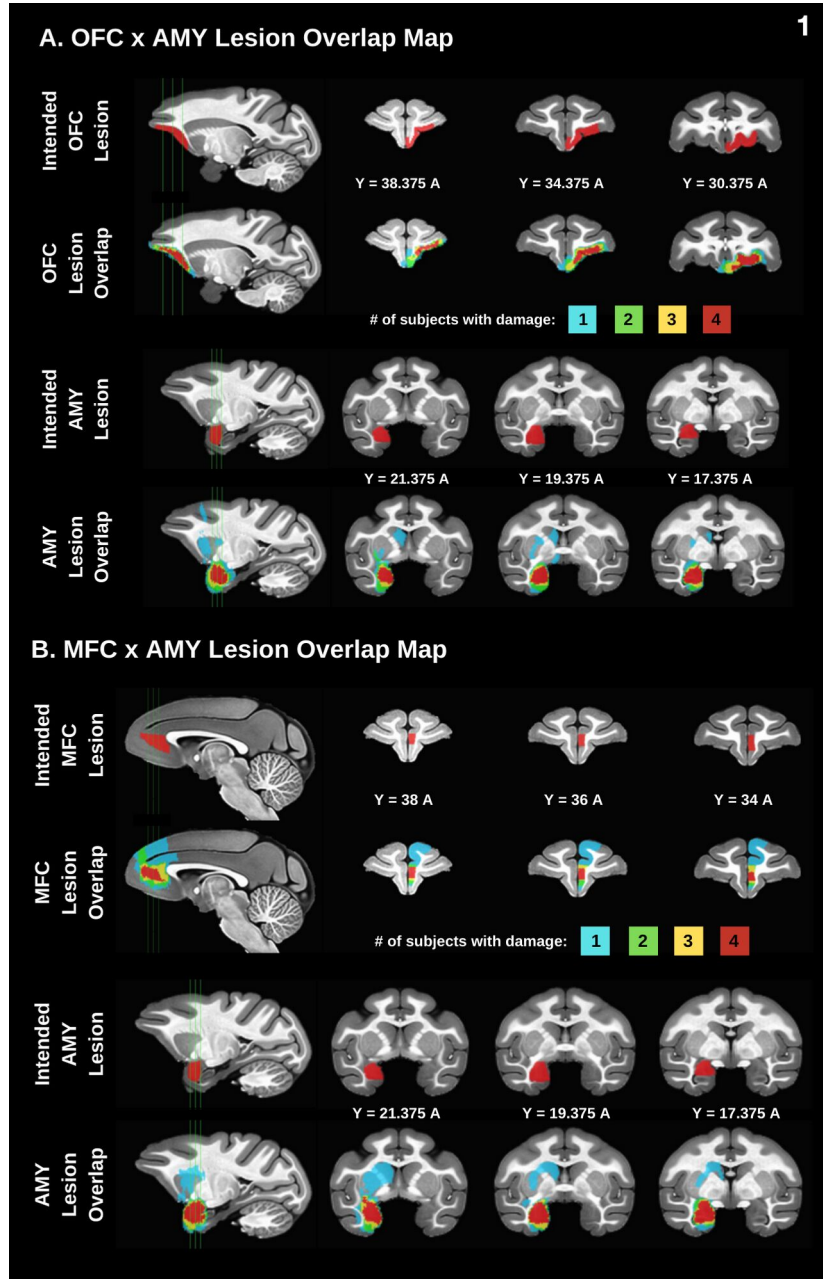 1
A. OFC x AMY Lesion Overlap Map
Intended
OFC
Lesion
Y = 38.375 A
Y = 34.375 A
Y = 30.375 A
OFC
Lesion
Overlap
# of subjects with damage:
1
2
3
4
Intended
AMY
Lesion
Y = 21.375 A
Y = 19.375 A
Y = 17.375 A
AMY
Lesion
Overlap
B. MFC x AMY Lesion Overlap Map
Intended
MFC
Lesion
Y = 38 A
Y = 36 A
Y = 34 A
MFC
Lesion
Overlap
# of subjects with damage:
1
2
3
4
Intended
AMY
Lesion
Y = 21.375 A
Y = 19.375 A
Y = 17.375 A
AMY
Lesion
Overlap